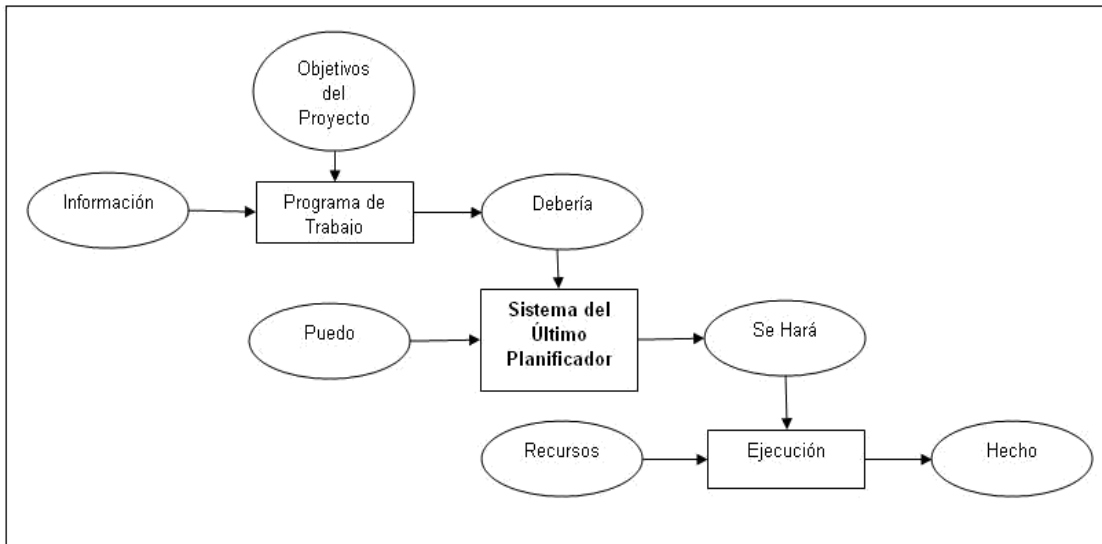 Objetivos
del
Proyecto
Información
Programa de
Trabajo
Debería
Puedo
Sistema del
Último
Planificador
Se Hará
Recursos
Ejecución
Hecho